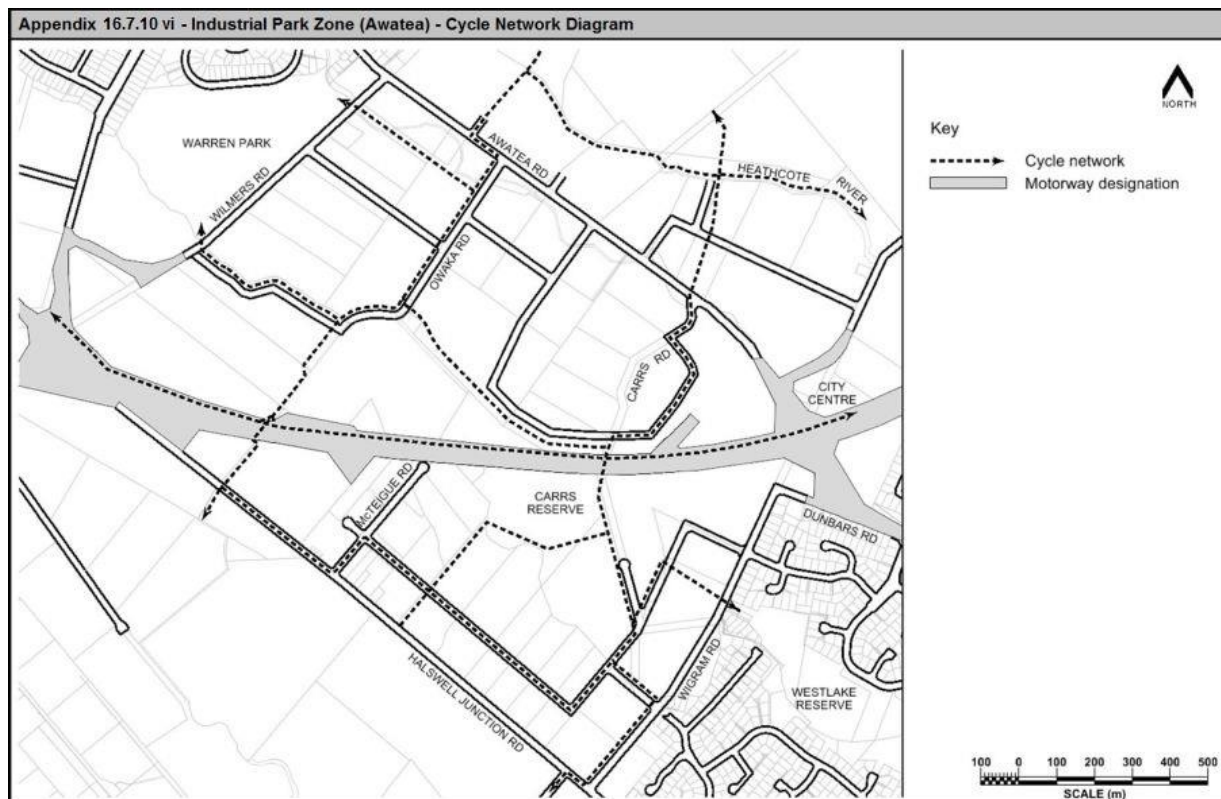 Appendix 16.7.10 vi - Industrial Park Zone (Awatea) - Cycle Network Diagram
NORTH
Key
Cycle network
Motorway designation
WARREN PARK
WILMERS RD
AWATEA RD
HEATHCOTE
RIVER
OWAKA RD
CARRS RD
CITY
CENTRE
McTEIGUE RD
CARRS
RESERVE
DUNBARS RD
HALSWELL JUNCTION RD
WIGRAM RD
WESTLAKE
RESERVE
100 0 100 200 300 400 500
SCALE (m)